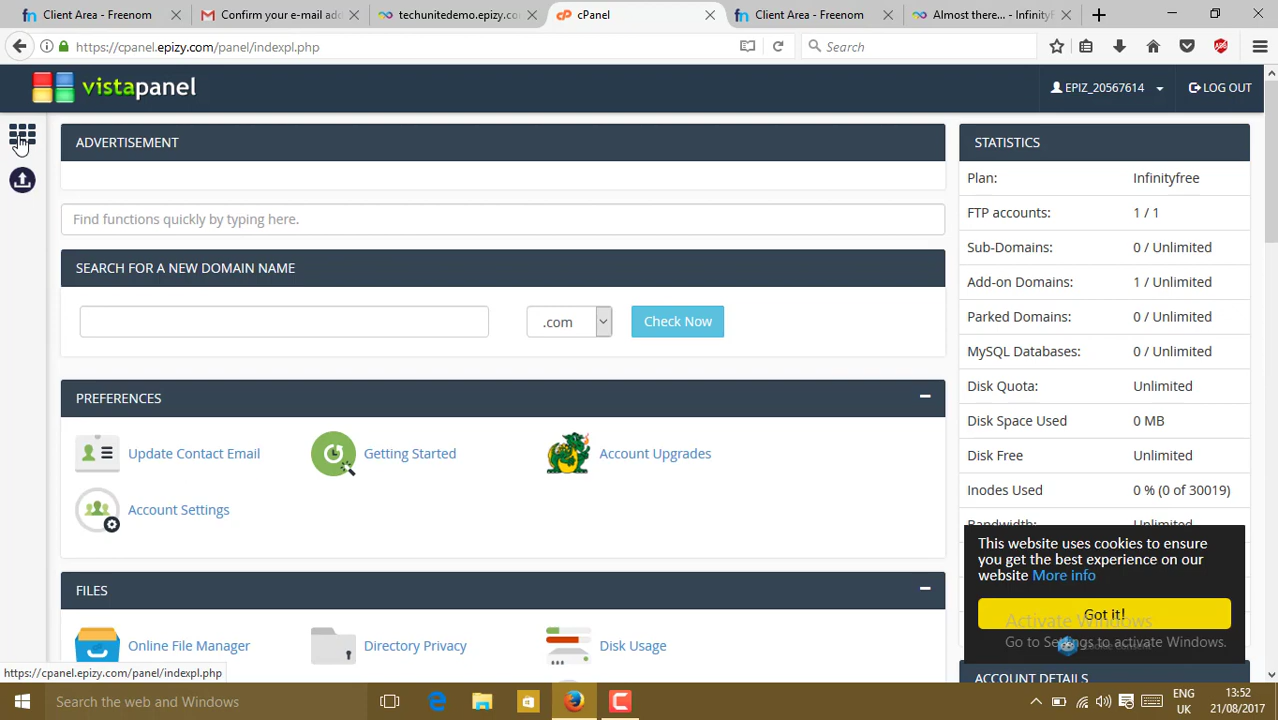 Client Area - Freenom
Confirm your e-mail add
techunitedemo.epizy.con
cPanel
Client Area - Freenom
Almost there... - InfinityF
https://cpanel.epizy.com/panel/indexpl.php
Search
vistapanel
EPIZ_20567614
LOG OUT
ADVERTISEMENT
Find functions quickly by typing here.
SEARCH FOR A NEW DOMAIN NAME
.com
Check Now
PREFERENCES
Update Contact Email
Getting Started
Account Upgrades
Account Settings
FILES
Online File Manager
Directory Privacy
Disk Usage
STATISTICS
Plan: Infinityfree
FTP accounts: 1 / 1
Sub-Domains: 0 / Unlimited
Add-on Domains: 1 / Unlimited
Parked Domains: 0 / Unlimited
MySQL Databases: 0 / Unlimited
Disk Quota: Unlimited
Disk Space Used 0 MB
Disk Free Unlimited
Inodes Used 0 % (0 of 30019)
Bandwidth: Unlimited
This website uses cookies to ensure
you get the best experience on our
website More info
Got it!
Activate Windows
Go to Settings to activate Windows.
ACCOUNT DETAILS
https://cpanel.epizy.com/panel/indexpl.php
Search the web and Windows
ENG
UK
13:52
21/08/2017